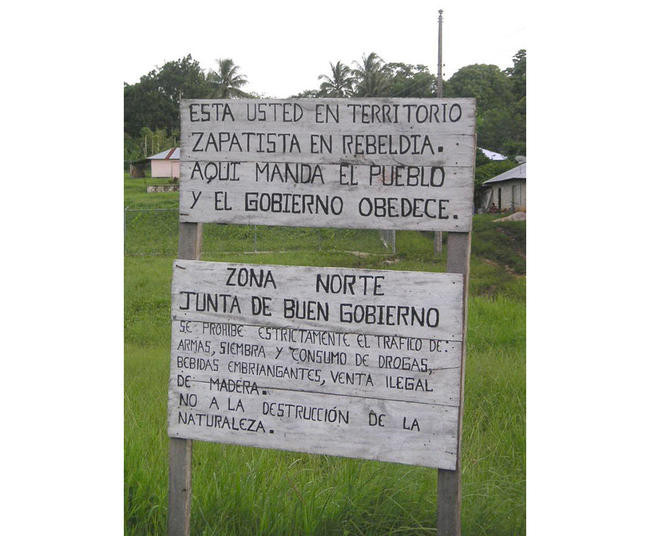 ESTA USTED EN TERRITORIO
ZAPATISTA EN REBELDIA.
AQUI MANDA EL PUEBLO
Y EL GOBIERNO OBEDECE.
ZONA NORTE
JUNTA DE BUEN GOBIERNO
SE PROHIBE ESTRICTAMENTE EL TRÁFICO DE:
ARMAS, SIEMBRA Y CONSUMO DE DROGAS,
BEBIDAS EMBRIANGANTES, VENTA ILEGAL
DE MADERA.
NO A LA DESTRUCCIÓN DE LA
NATURALEZA.